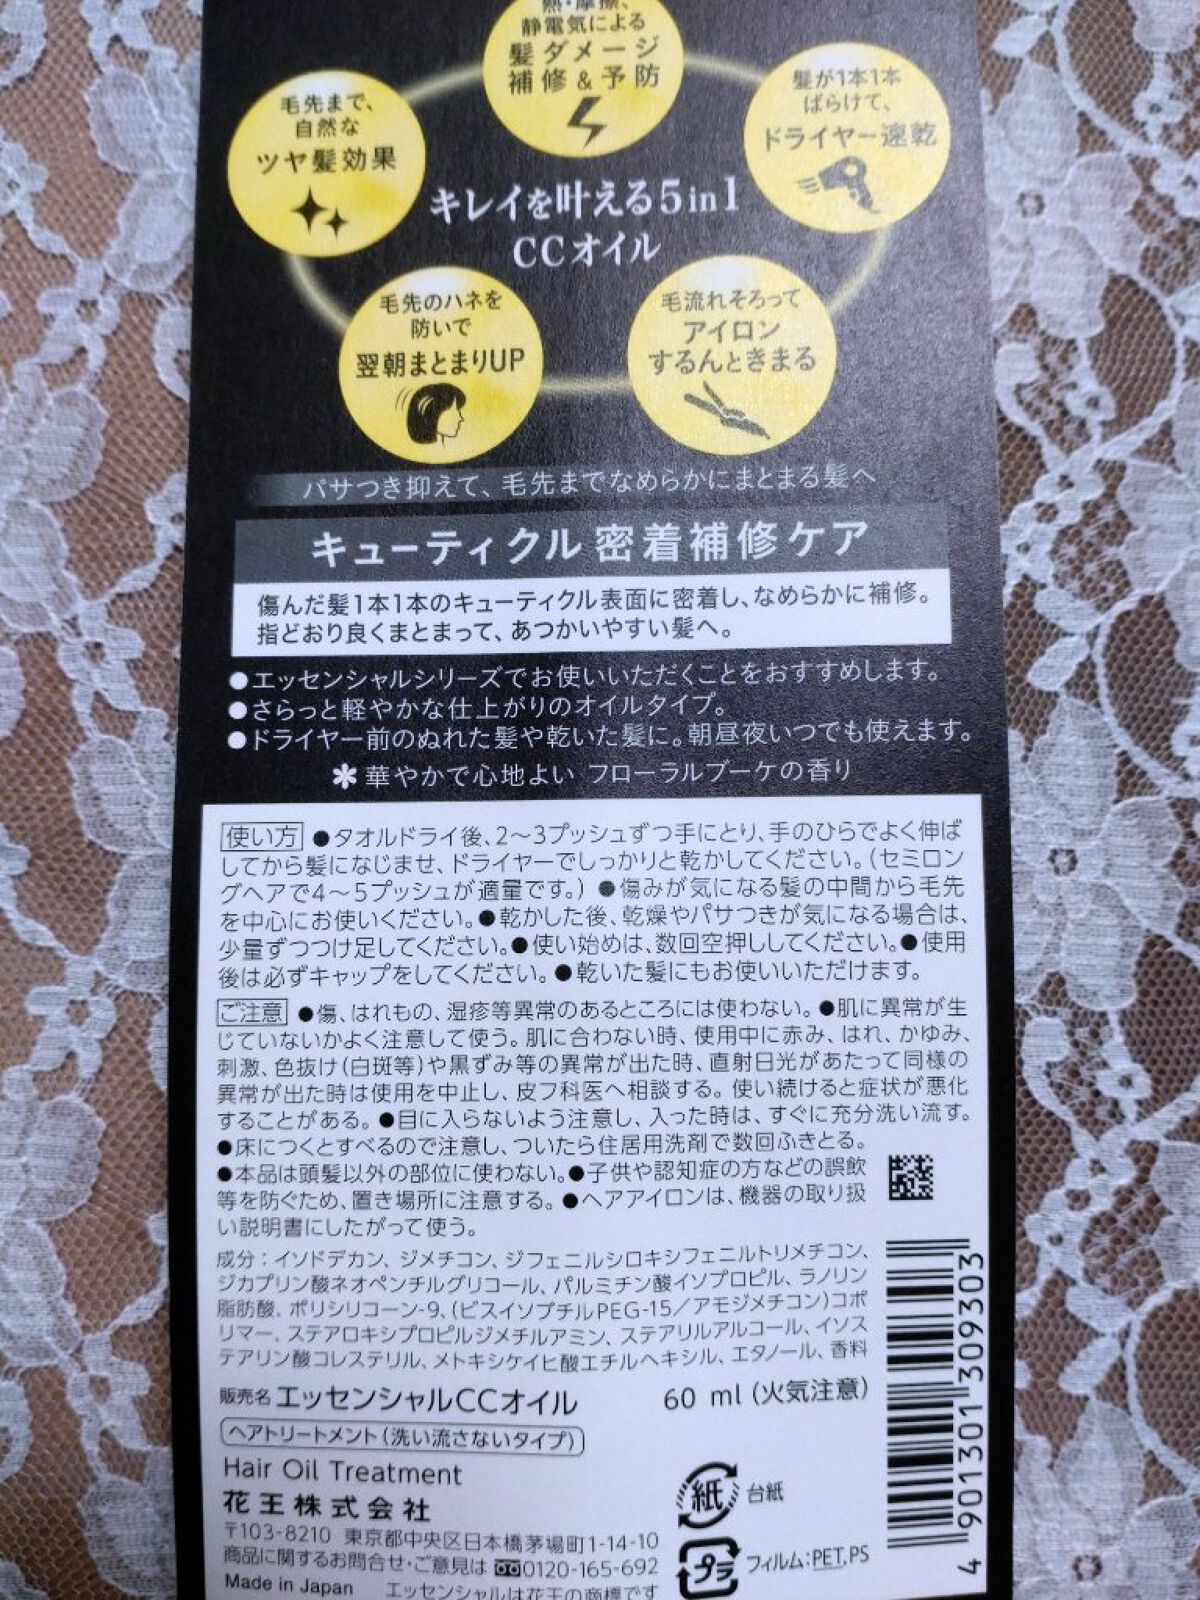 熱・摩擦、
静電気による
髪ダメージ
補修&予防
毛先まで、
自然な
ツヤ髪効果
髪が1本1本
ばらけて、
ドライヤー速乾
キレイを叶える5in1
CCオイル
毛先のハネを
防いで
翌朝まとまりUP
毛流れそろって
アイロン
するんときまる
パサつき抑えて、毛先までなめらかにまとまる髪へ
キューティクル密着補修ケア
傷んだ髪1本1本のキューティクル表面に密着し、なめらかに補修。
指どおり良くまとまって、あつかいやすい髪へ。
●エッセンシャルシリーズでお使いいただくことをおすすめします。
●さらっと軽やかな仕上がりのオイルタイプ。
●ドライヤー前のぬれた髪や乾いた髪に。朝昼夜いつでも使えます。
✻華やかで心地よい フローラルブーケの香り
使い方 ●タオルドライ後、2～3プッシュずつ手にとり、手のひらでよく伸ば
してから髪になじませ、ドライヤーでしっかりと乾かしてください。(セミロン
グヘアで4～5プッシュが適量です。) ●傷みが気になる髪の中間から毛先
を中心にお使いください。●乾かした後、乾燥やパサつきが気になる場合は、
少量ずつつけ足してください。●使い始めは、数回空押ししてください。●使用
後は必ずキャップをしてください。●乾いた髪にもお使いいただけます。
ご注意 ●傷、はれもの、湿疹等異常のあるところには使わない。●肌に異常が生
じていないかよく注意して使う。肌に合わない時、使用中に赤み、はれ、かゆみ、
刺激、色抜け(白斑等)や黒ずみ等の異常が出た時、直射日光があたって同様の
異常が出た時は使用を中止し、皮フ科医へ相談する。使い続けると症状が悪化
することがある。●目に入らないよう注意し、入った時は、すぐに充分洗い流す。
●床につくとすべるので注意し、ついたら住居用洗剤で数回ふきとる。
●本品は頭髪以外の部位に使わない。●子供や認知症の方などの誤飲
等を防ぐため、置き場所に注意する。●ヘアアイロンは、機器の取り扱
い説明書にしたがって使う。
成分：イソドデカン、ジメチコン、ジフェニルシロキシフェニルトリメチコン、
ジカプリン酸ネオペンチルグリコール、パルミチン酸イソプロピル、ラノリン
脂肪酸、ポリシリコーン-9、(ビスイソブチルPEG-15／アモジメチコン)コポ
リマー、ステアロキシプロピルジメチルアミン、ステアリルアルコール、イソス
テアリン酸コレステリル、メトキシケイヒ酸エチルヘキシル、エタノール、香料
販売名 エッセンシャルCCオイル 60 ml (火気注意)
ヘアトリートメント(洗い流さないタイプ)
Hair Oil Treatment
花王株式会社
〒103-8210 東京都中央区日本橋茅場町1-14-10
商品に関するお問合せ・ご意見は 0120-165-692
Made in Japan エッセンシャルは花王の商標です
紙 台紙
プラ フィルム：PET,PS
4 901301 309303